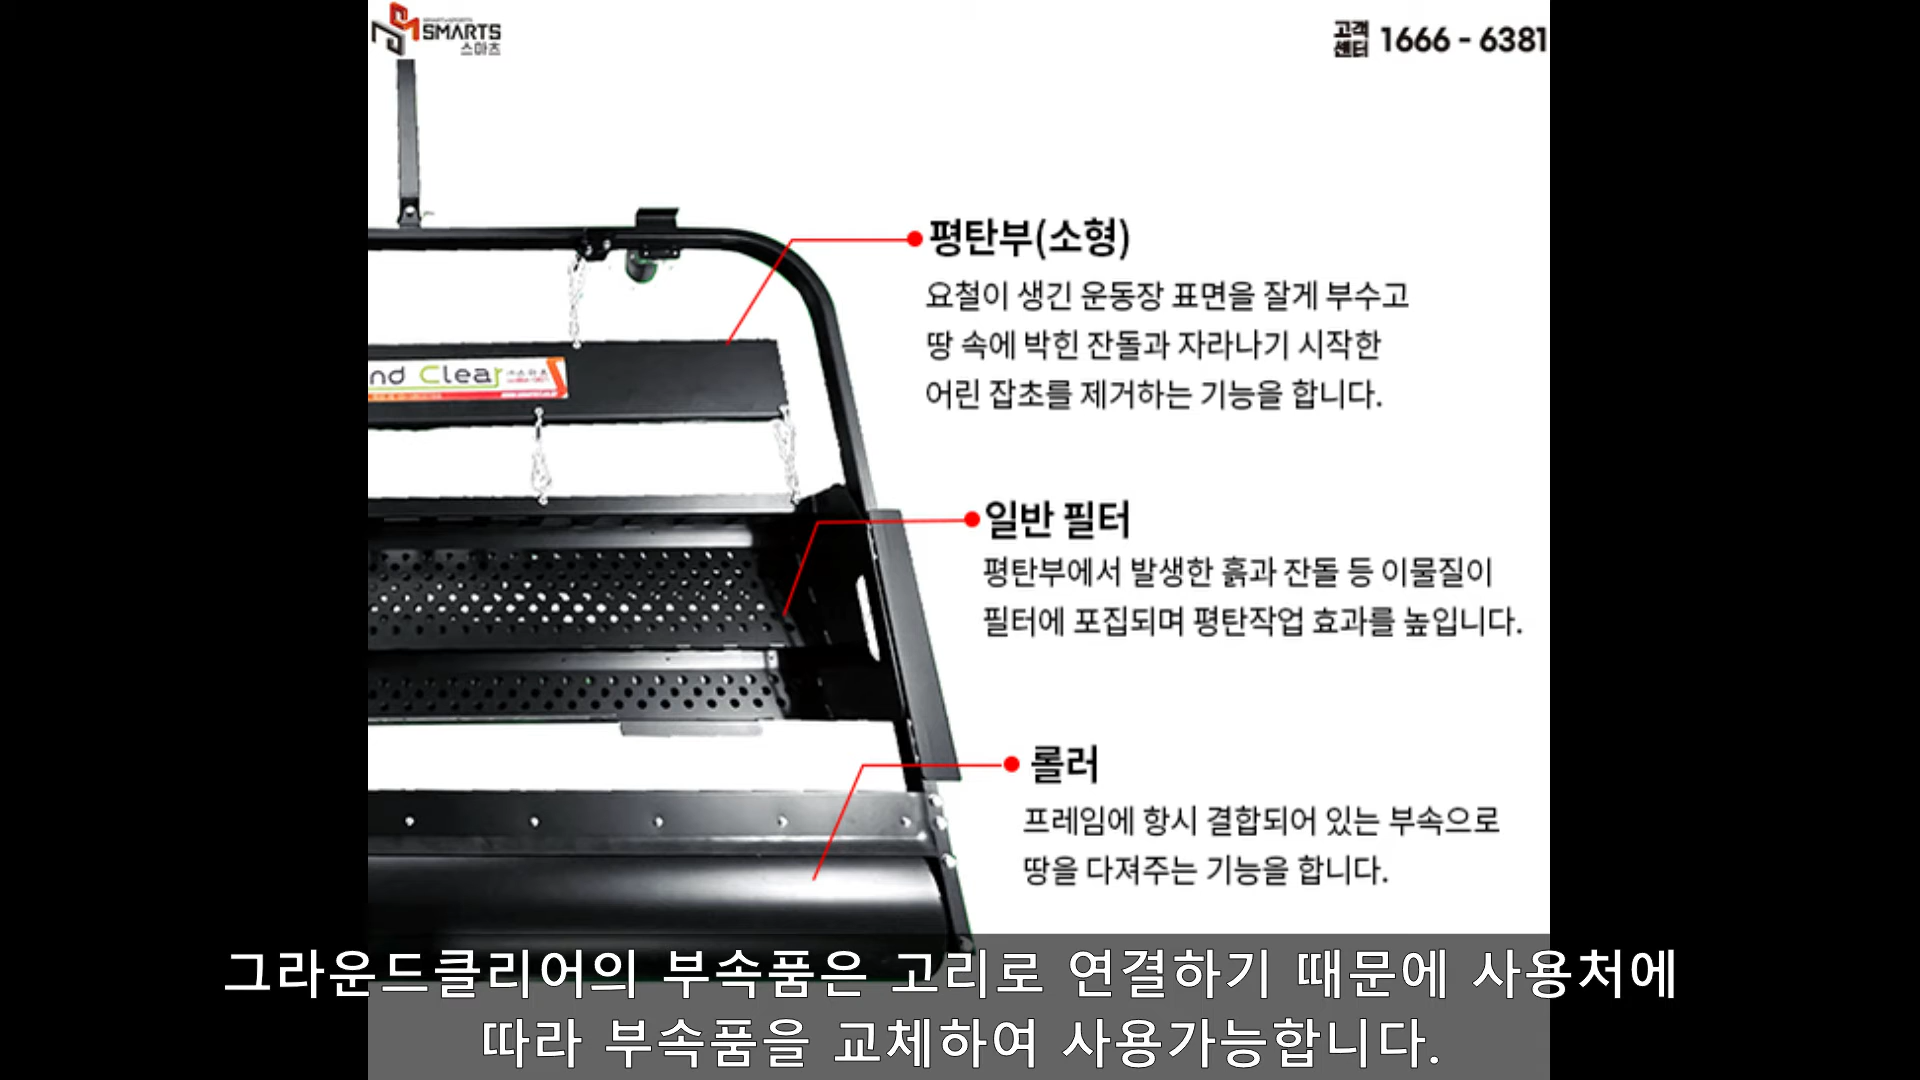 SMARTS
스마츠
고객
센터
1666 - 6381
평탄부(소형)
요철이 생긴 운동장 표면을 잘게 부수고
땅 속에 박힌 잔돌과 자라나기 시작한
어린 잡초를 제거하는 기능을 합니다.
nd Clear
일반 필터
평탄부에서 발생한 흙과 잔돌 등 이물질이
필터에 포집되며 평탄작업 효과를 높입니다.
롤러
프레임에 항시 결합되어 있는 부속으로
땅을 다져주는 기능을 합니다.
그라운드클리어의 부속품은 고리로 연결하기 때문에 사용처에
따라 부속품을 교체하여 사용가능합니다.